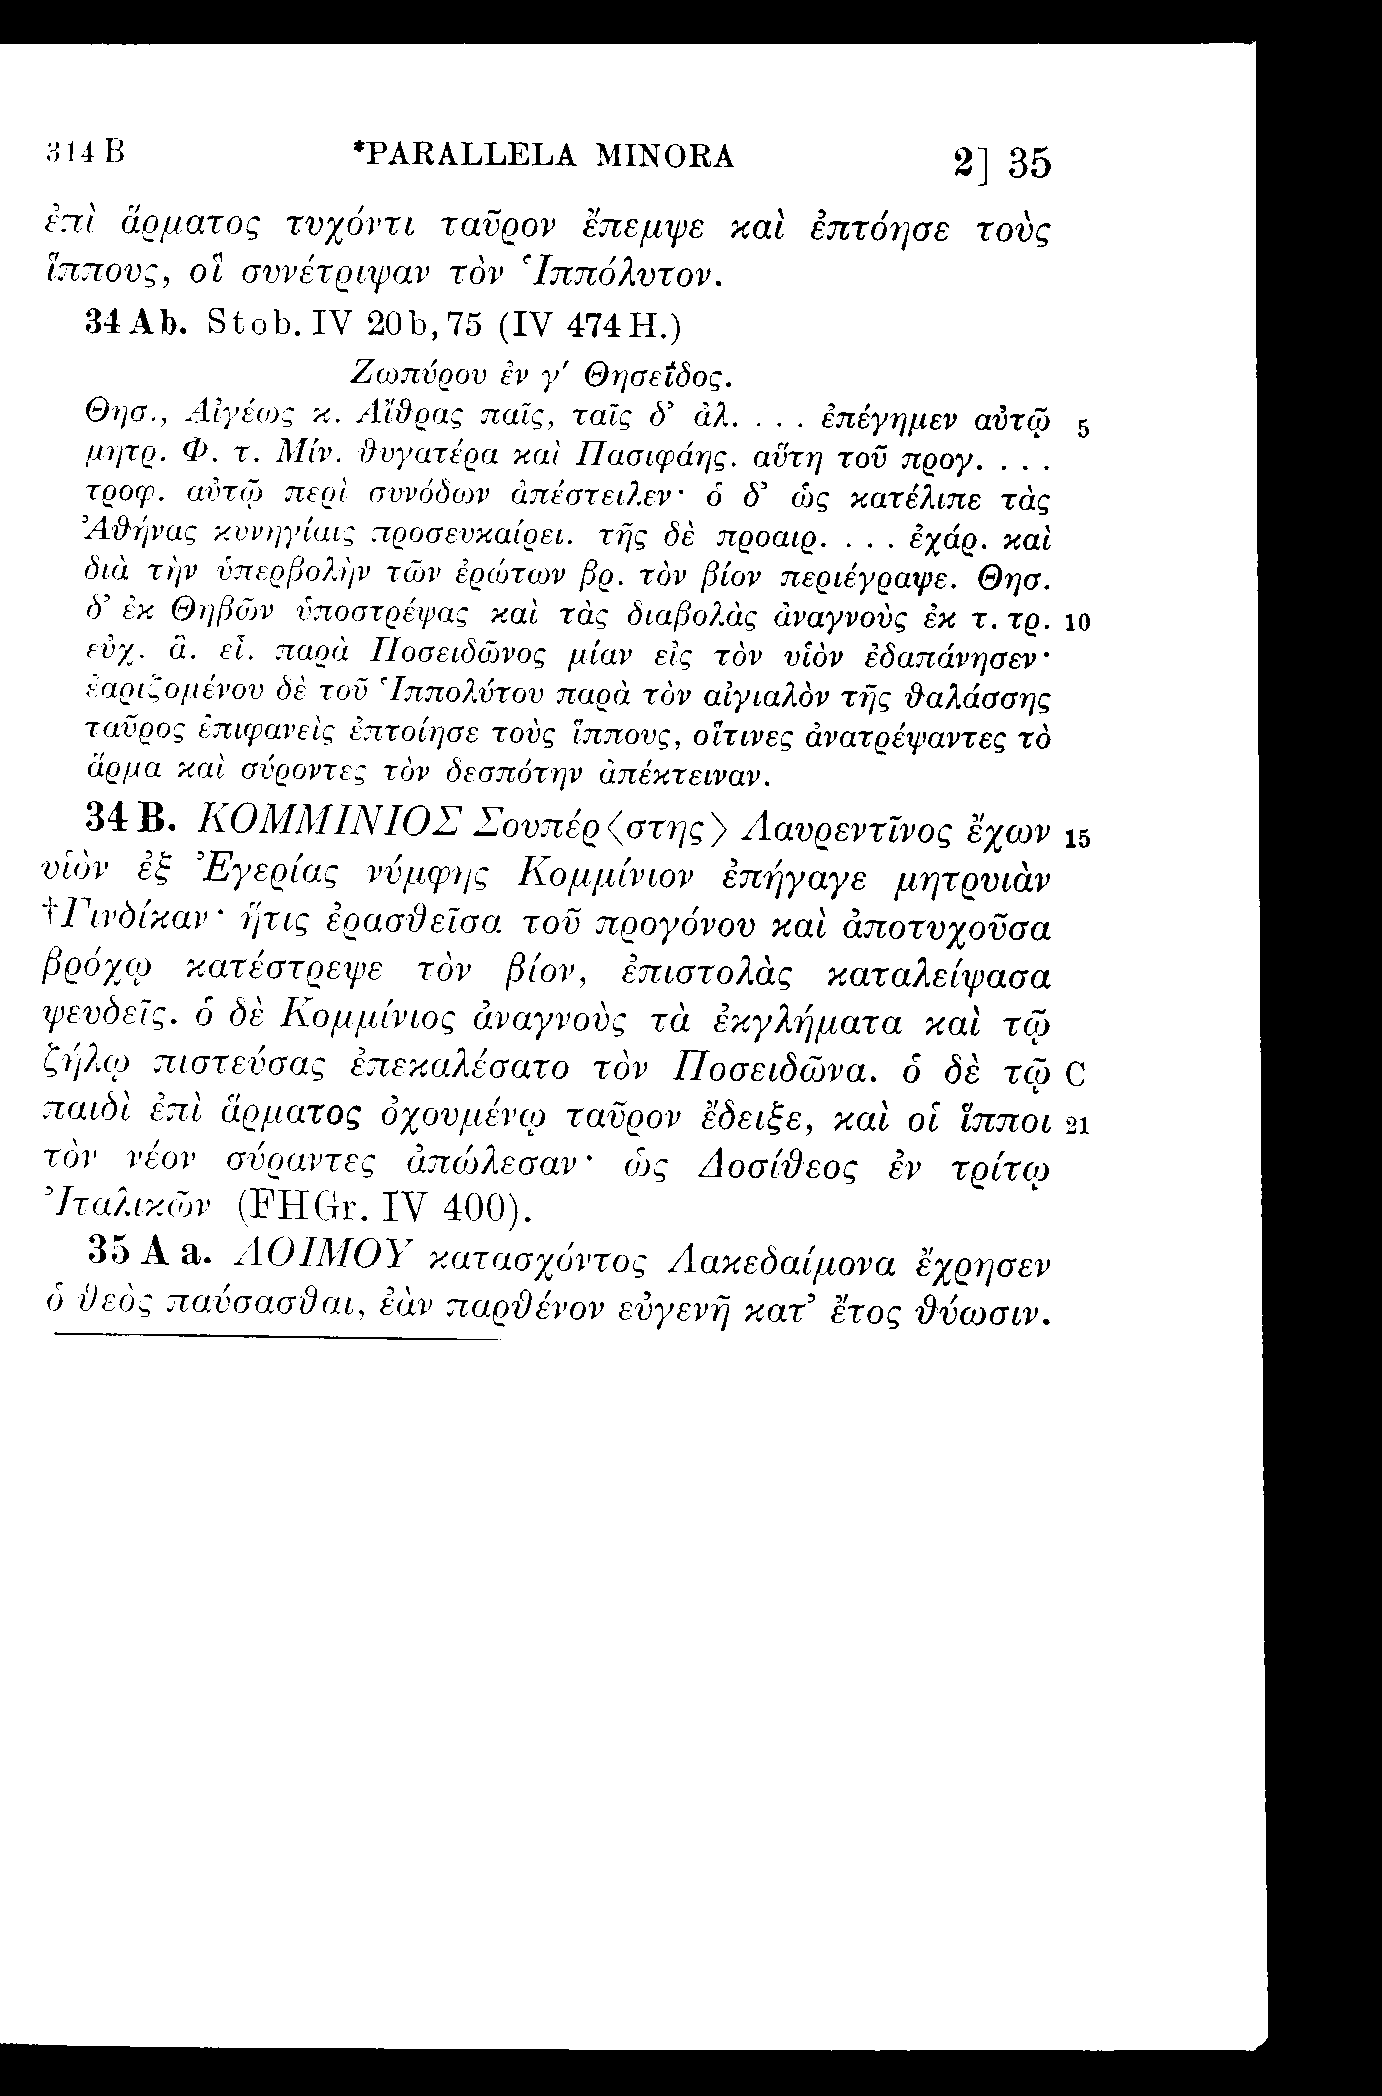 314 B *PARALLELA MINORA 2] 35
ἐπὶ ἅρματος τυχόντι ταῦρον ἔπεμψε καὶ ἐπτόησε τοὺς
ἵππους, οἳ συνέτριψαν τὸν Ἱππόλυτον.
34 A b. Stob. IV 20 b, 75 (IV 474 H.)
Ζωπύρου ἐν γ′ Θησεΐδος.
Θησ., Αἰγέως κ. Αἴθρας παῖς, ταῖς δ’ ἀλ. . . . ἐπέγημεν αὐτῷ 5
μητρ. Φ. τ. Μίν. θυγατέρα καὶ Πασιφάης. αὕτη τοῦ προγ. . . .
τροφ. αὐτῷ περὶ συνόδων ἀπέστειλεν· ὁ δ’ ὡς κατέλιπε τὰς
Ἀθήνας κυνηγίαις προσευκαίρει. τῆς δὲ προαιρ. . . . ἐχάρ. καὶ
διὰ τὴν ὑπερβολὴν τῶν ἐρώτων βρ. τὸν βίον περιέγραψε. Θησ.
δ’ ἐκ Θηβῶν ὑποστρέψας καὶ τὰς διαβολὰς ἀναγνοὺς ἐκ τ. τρ. 10
εὐχ. ἃ. εἶ. παρὰ Ποσειδῶνος μίαν εἰς τὸν υἱὸν ἐδαπάνησεν·
ἐαριζομένου δὲ τοῦ Ἱππολύτου παρὰ τὸν αἰγιαλὸν τῆς θαλάσσης
ταῦρος ἐπιφανεὶς ἐπτοίησε τοὺς ἵππους, οἵτινες ἀνατρέψαντες τὸ
ἅρμα καὶ σύροντες τὸν δεσπότην ἀπέκτειναν.
34 B. ΚΟΜΜΙΝΙΟΣ Σουπέρ⟨στης⟩ Λαυρεντῖνος ἔχων 15
υἱὸν ἐξ Ἐγερίας νύμφης Κομμίνιον ἐπήγαγε μητρυιὰν
†Γινδίκαν· ἥτις ἐρασθεῖσα τοῦ προγόνου καὶ ἀποτυχοῦσα
βρόχῳ κατέστρεψε τὸν βίον, ἐπιστολὰς καταλείψασα
ψευδεῖς. ὁ δὲ Κομμίνιος ἀναγνοὺς τὰ ἐκγλήματα καὶ τῷ
ζήλῳ πιστεύσας ἐπεκαλέσατο τὸν Ποσειδῶνα. ὁ δὲ τῷ C
παιδὶ ἐπὶ ἅρματος ὀχουμένῳ ταῦρον ἔδειξε, καὶ οἱ ἵπποι 21
τὸν νέον σύραντες ἀπώλεσαν· ὡς Δοσίθεος ἐν τρίτῳ
Ἰταλικῶν (FHGr. IV 400).
35 A a. ΛΟΙΜΟΥ κατασχόντος Λακεδαίμονα ἔχρησεν
ὁ θεὸς παύσασθαι, ἐὰν παρθένον εὐγενῆ κατ’ ἔτος θύωσιν.